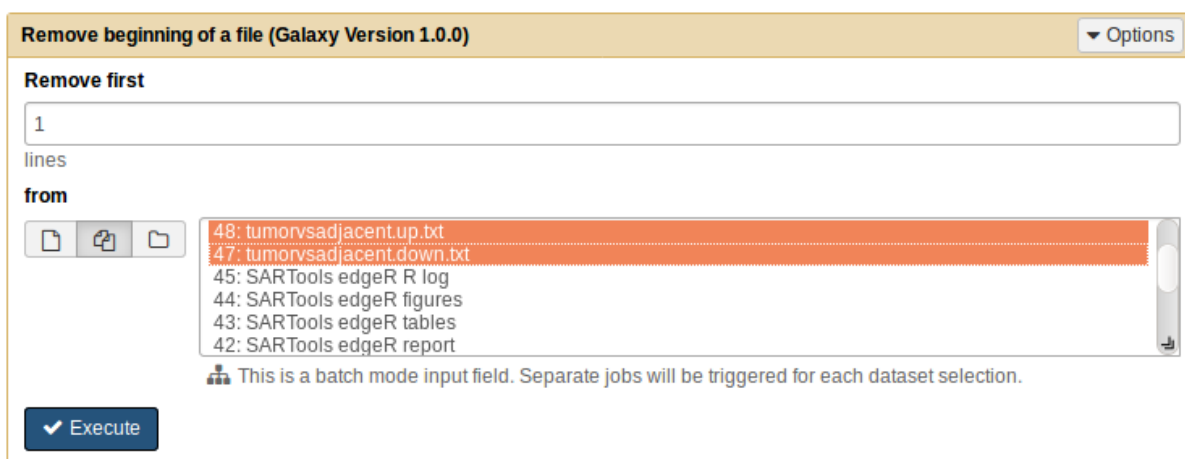 Remove beginning of a file (Galaxy Version 1.0.0)
Options
Remove first
1
lines
from
48: tumorvsadjacent.up.txt
47: tumorvsadjacent.down.txt
45: SARTools edgeR R log
44: SARTools edgeR figures
43: SARTools edgeR tables
42: SARTools edgeR report
This is a batch mode input field. Separate jobs will be triggered for each dataset selection.
Execute